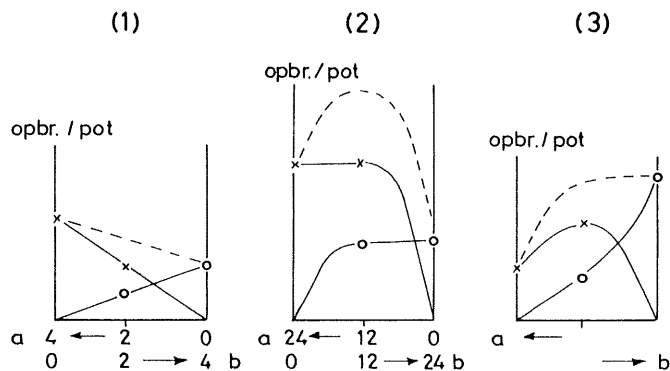 (1) (2) (3)
opbr./pot opbr./pot opbr./pot
a 4 ← 2 0
0 2 → 4 b
a 24 ← 12 0
0 12 → 24 b
a ←
→ b